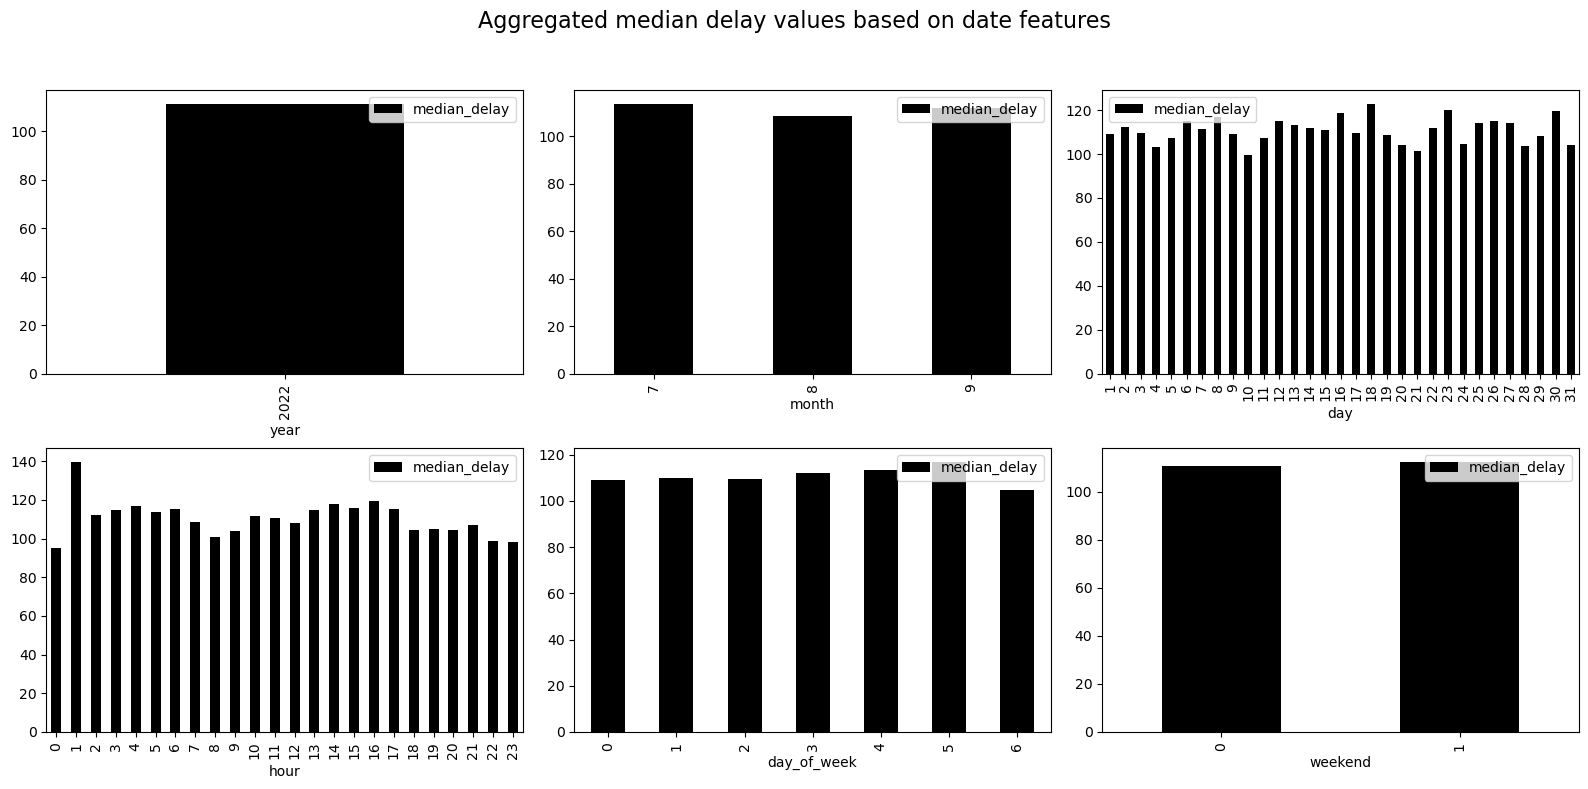 Aggregated median delay values based on date features
median_delay
100
80
60
40
20
0
2022
year
median_delay
100
80
60
40
20
0
7 8 9
month
median_delay
120
100
80
60
40
20
0
1 2 3 4 5 6 7 8 9 10 11 12 13 14 15 16 17 18 19 20 21 22 23 24 25 26 27 28 29 30 31
day
median_delay
140
120
100
80
60
40
20
0
0 1 2 3 4 5 6 7 8 9 10 11 12 13 14 15 16 17 18 19 20 21 22 23
hour
median_delay
120
100
80
60
40
20
0
0 1 2 3 4 5 6
day_of_week
median_delay
100
80
60
40
20
0
0 1
weekend